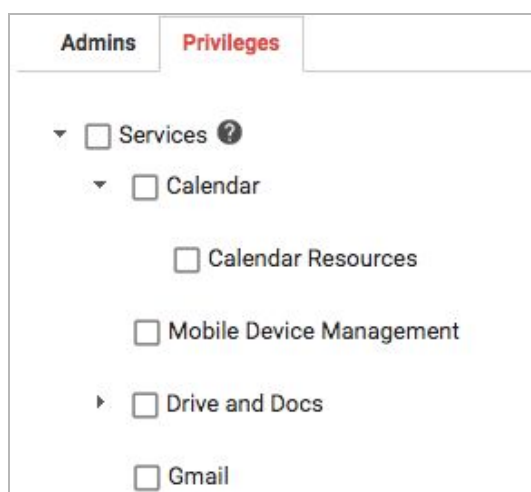 Admins Privileges
Services ?
Calendar
Calendar Resources
Mobile Device Management
Drive and Docs
Gmail